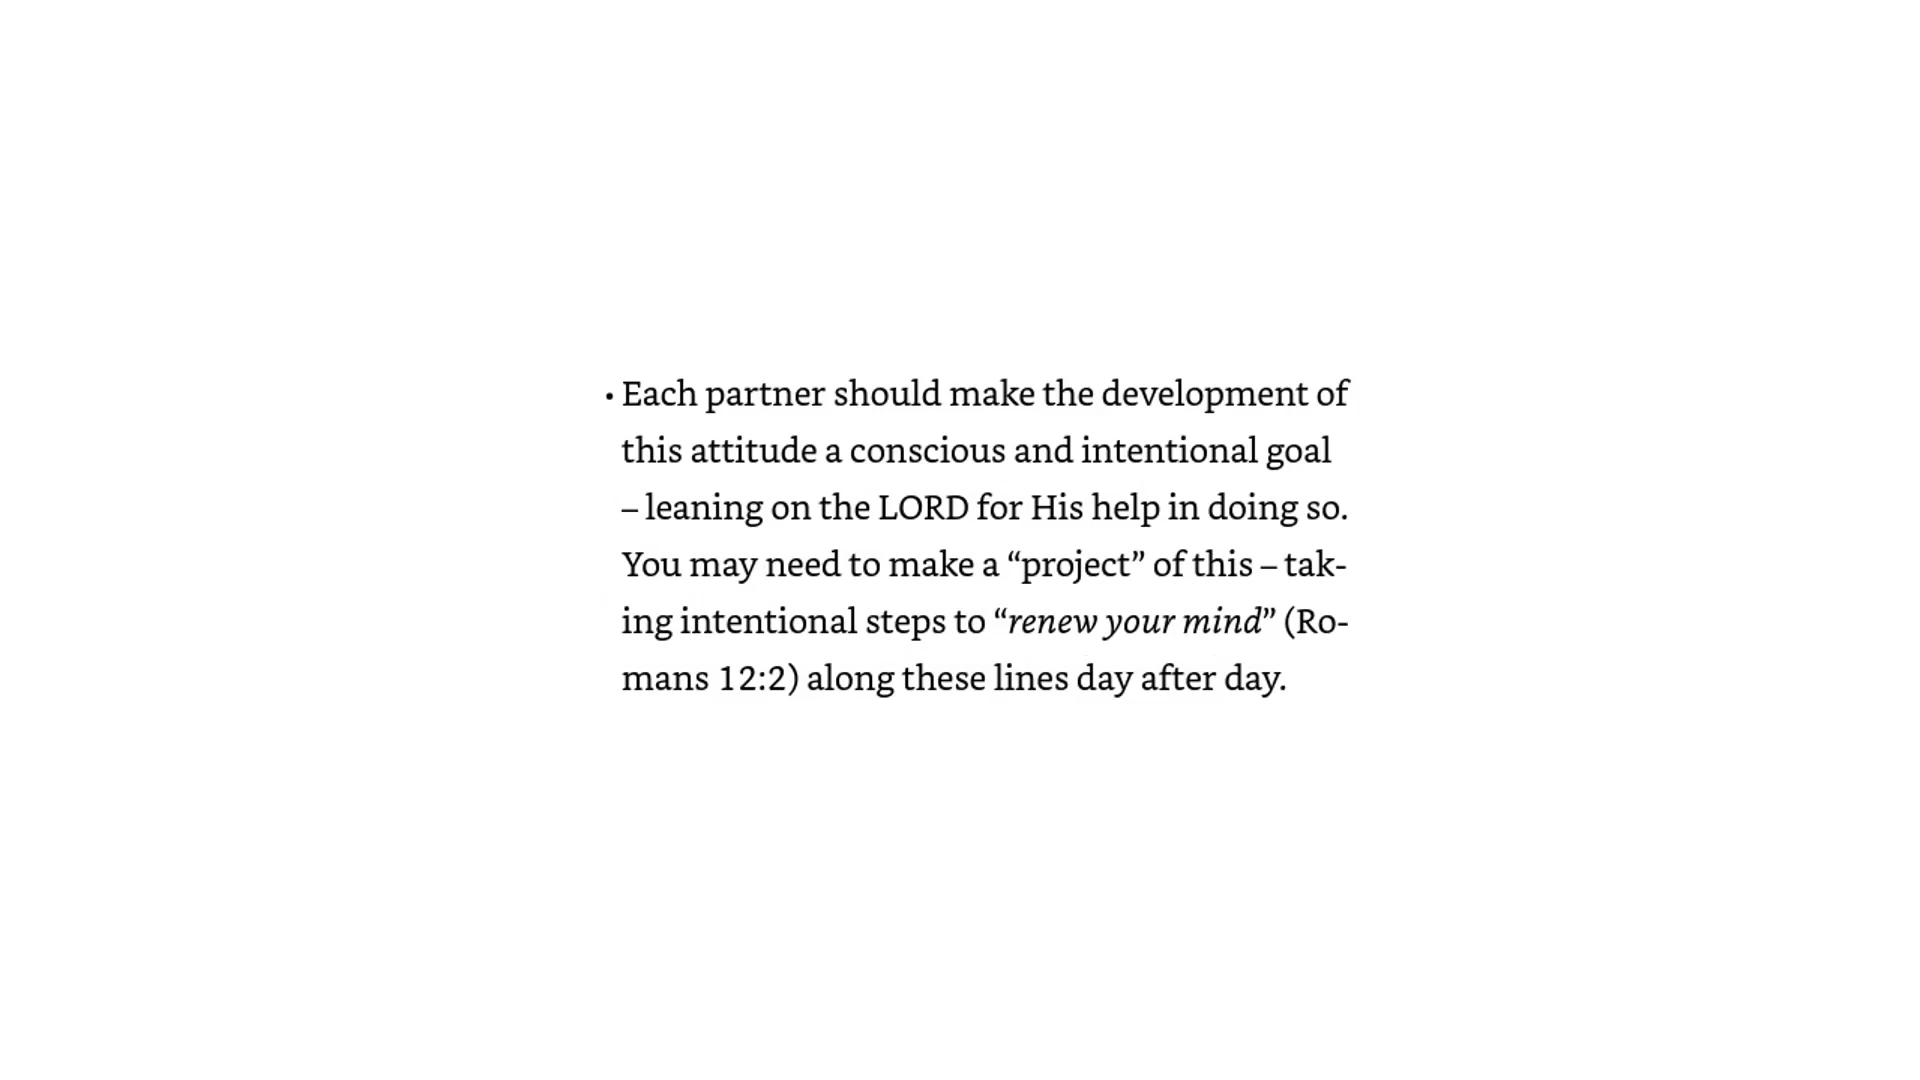 • Each partner should make the development of
this attitude a conscious and intentional goal
– leaning on the LORD for His help in doing so.
You may need to make a “project” of this – tak-
ing intentional steps to “renew your mind” (Ro-
mans 12:2) along these lines day after day.